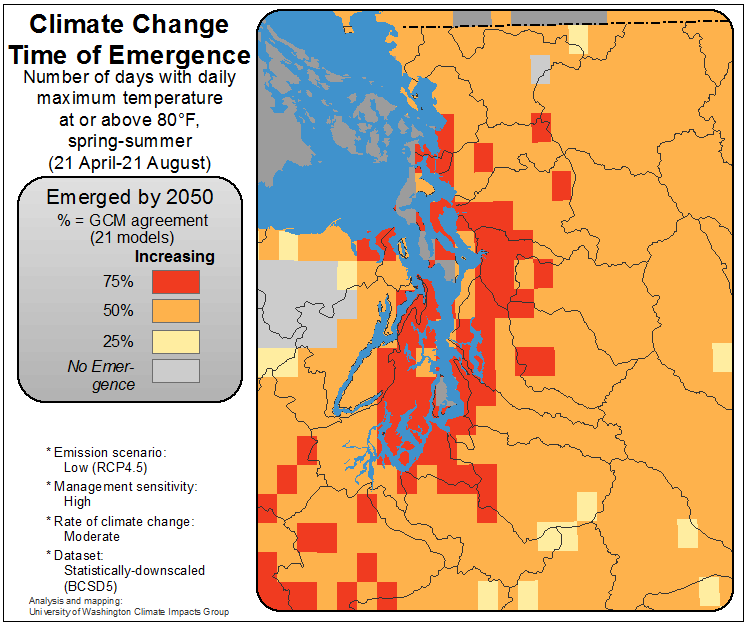 Climate Change
Time of Emergence
Number of days with daily
maximum temperature
at or above 80°F,
spring-summer
(21 April-21 August)
Emerged by 2050
% = GCM agreement
(21 models)
Increasing
75%
50%
25%
No Emer-
gence
* Emission scenario:
Low (RCP4.5)
* Management sensitivity:
High
* Rate of climate change:
Moderate
* Dataset:
Statistically-downscaled
(BCSD5)
Analysis and mapping:
University of Washington Climate Impacts Group